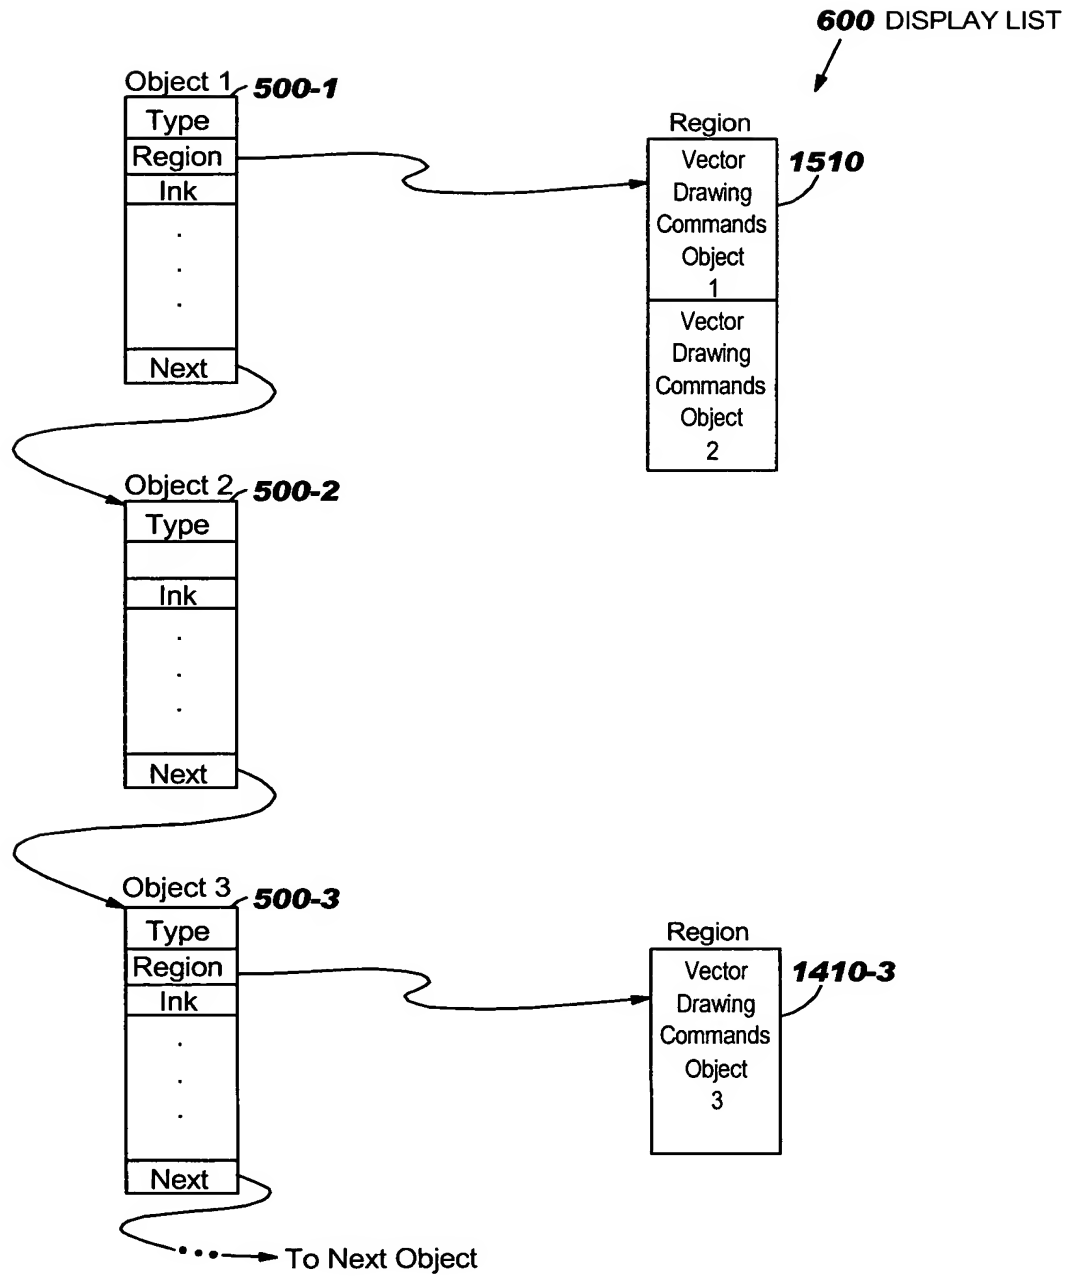 600 DISPLAY LIST
Object 1 500-1
Type
Region
Ink
.
.
.
Next
Region
1510
Vector
Drawing
Commands
Object
1
Vector
Drawing
Commands
Object
2
Object 2 500-2
Type
Ink
.
.
.
Next
Object 3 500-3
Type
Region
Ink
.
.
.
Next
Region
1410-3
Vector
Drawing
Commands
Object
3
To Next Object